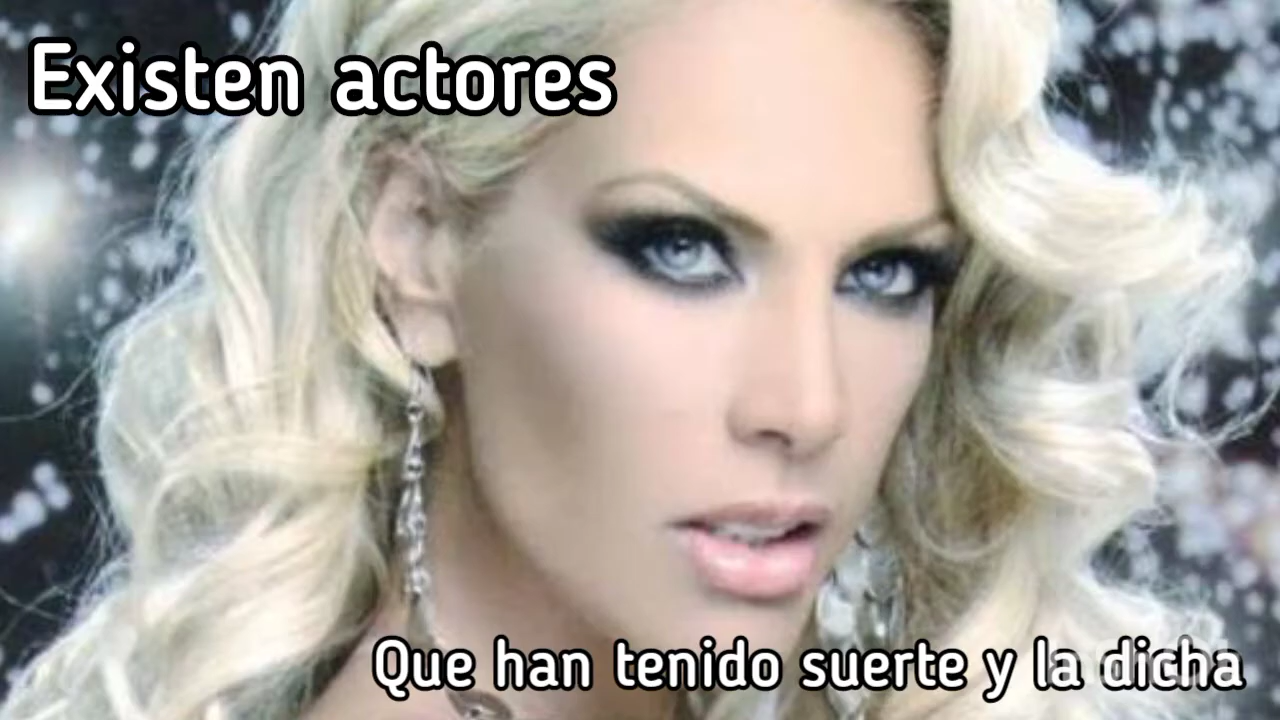 Existen actores
Que han tenido suerte y la dicha